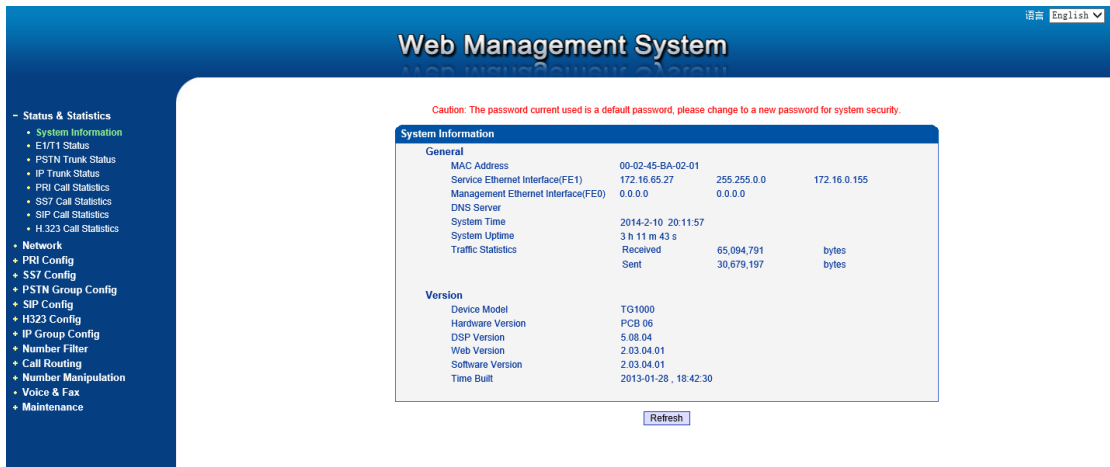 语言 English
Web Management System
Caution: The password current used is a default password, please change to a new password for system security.
− Status & Statistics
• System Information
• E1/T1 Status
• PSTN Trunk Status
• IP Trunk Status
• PRI Call Statistics
• SS7 Call Statistics
• SIP Call Statistics
• H.323 Call Statistics
• Network
+ PRI Config
+ SS7 Config
+ PSTN Group Config
+ SIP Config
+ H323 Config
+ IP Group Config
+ Number Filter
+ Call Routing
+ Number Manipulation
• Voice & Fax
+ Maintenance
System Information
General
MAC Address 00-02-45-BA-02-01
Service Ethernet Interface(FE1) 172.16.65.27 255.255.0.0 172.16.0.155
Management Ethernet Interface(FE0) 0.0.0.0 0.0.0.0
DNS Server
System Time 2014-2-10 20:11:57
System Uptime 3 h 11 m 43 s
Traffic Statistics Received 65,094,791 bytes
Sent 30,679,197 bytes
Version
Device Model TG1000
Hardware Version PCB 06
DSP Version 5.08.04
Web Version 2.03.04.01
Software Version 2.03.04.01
Time Built 2013-01-28 , 18:42:30
Refresh